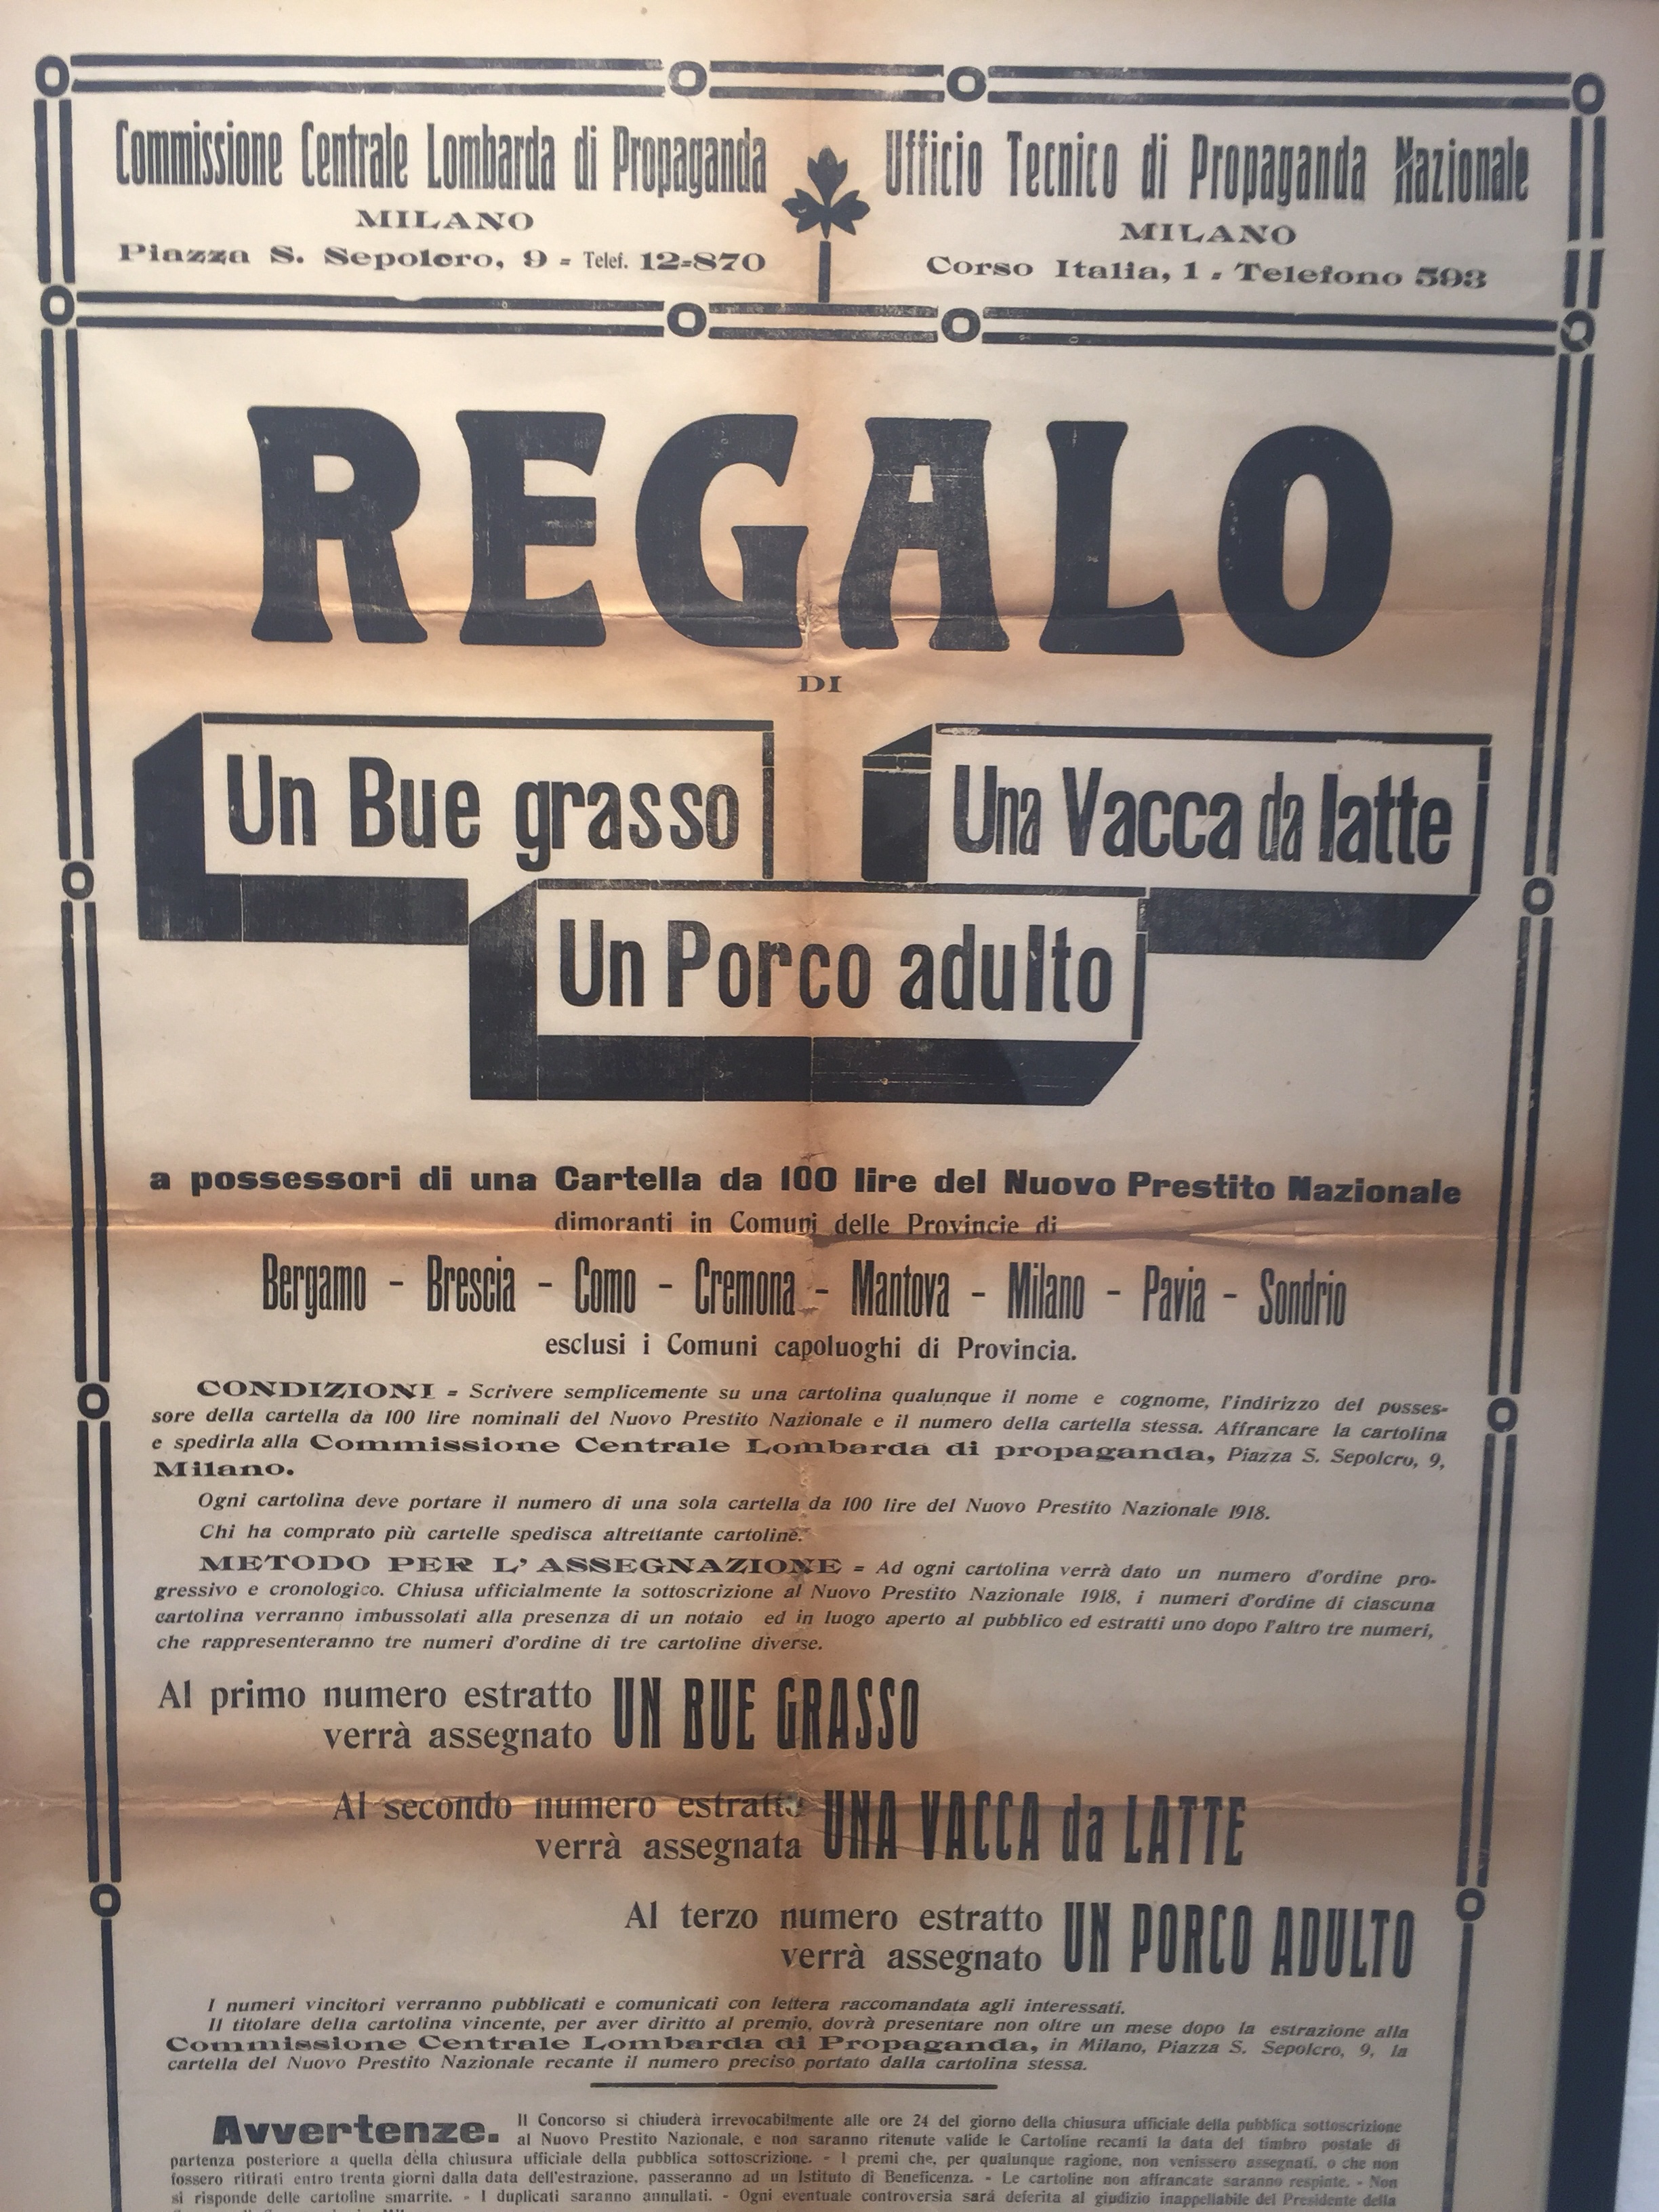 Commissione Centrale Lombarda di Propaganda
MILANO
Piazza S. Sepolcro, 9 - Telef. 12-870
Ufficio Tecnico di Propaganda Nazionale
MILANO
Corso Italia, 1 - Telefono 593
REGALO
DI
Un Bue grasso
Una Vacca da latte
Un Porco adulto
a possessori di una Cartella da 100 lire del Nuovo Prestito Nazionale
dimoranti in Comuni delle Provincie di
Bergamo - Brescia - Como - Cremona - Mantova - Milano - Pavia - Sondrio
esclusi i Comuni capoluoghi di Provincia.
CONDIZIONI = Scrivere semplicemente su una cartolina qualunque il nome e cognome, l'indirizzo del posses-
sore della cartella da 100 lire nominali del Nuovo Prestito Nazionale e il numero della cartella stessa. Affrancare la cartolina
e spedirla alla Commissione Centrale Lombarda di propaganda, Piazza S. Sepolcro, 9,
Milano.
Ogni cartolina deve portare il numero di una sola cartella da 100 lire del Nuovo Prestito Nazionale 1918.
Chi ha comprato più cartelle spedisca altrettante cartoline.
METODO PER L'ASSEGNAZIONE = Ad ogni cartolina verrà dato un numero d'ordine pro-
gressivo e cronologico. Chiusa ufficialmente la sottoscrizione al Nuovo Prestito Nazionale 1918, i numeri d'ordine di ciascuna
cartolina verranno imbussolati alla presenza di un notaio ed in luogo aperto al pubblico ed estratti uno dopo l'altro tre numeri,
che rappresenteranno tre numeri d'ordine di tre cartoline diverse.
Al primo numero estratto
verrà assegnato UN BUE GRASSO
Al secondo numero estratto
verrà assegnata UNA VACCA da LATTE
Al terzo numero estratto
verrà assegnato UN PORCO ADULTO
I numeri vincitori verranno pubblicati e comunicati con lettera raccomandata agli interessati.
Il titolare della cartolina vincente, per aver diritto al premio, dovrà presentare non oltre un mese dopo la estrazione alla
Commissione Centrale Lombarda di Propaganda, in Milano, Piazza S. Sepolcro, 9, la
cartella del Nuovo Prestito Nazionale recante il numero preciso portato dalla cartolina stessa.
Avvertenze. Il Concorso si chiuderà irrevocabilmente alle ore 24 del giorno della chiusura ufficiale della pubblica sottoscrizione
al Nuovo Prestito Nazionale, e non saranno ritenute valide le Cartoline recanti la data del timbro postale di
partenza posteriore a quella della chiusura ufficiale della pubblica sottoscrizione. - I premi che, per qualunque ragione, non venissero assegnati, o che non
fossero ritirati entro trenta giorni dalla data dell'estrazione, passeranno ad un Istituto di Beneficenza. - Le cartoline non affrancate saranno respinte. - Non
si risponde delle cartoline smarrite. - I duplicati saranno annullati. - Ogni eventuale controversia sarà deferita al giudizio inappellabile del Presidente della